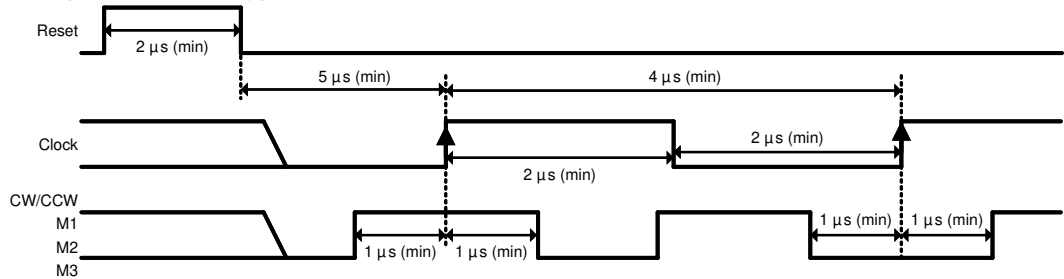 Reset
2 μs (min)
5 μs (min)
4 μs (min)
Clock
2 μs (min)
2 μs (min)
CW/CCW
M1
M2
M3
1 μs (min)
1 μs (min)
1 μs (min)
1 μs (min)